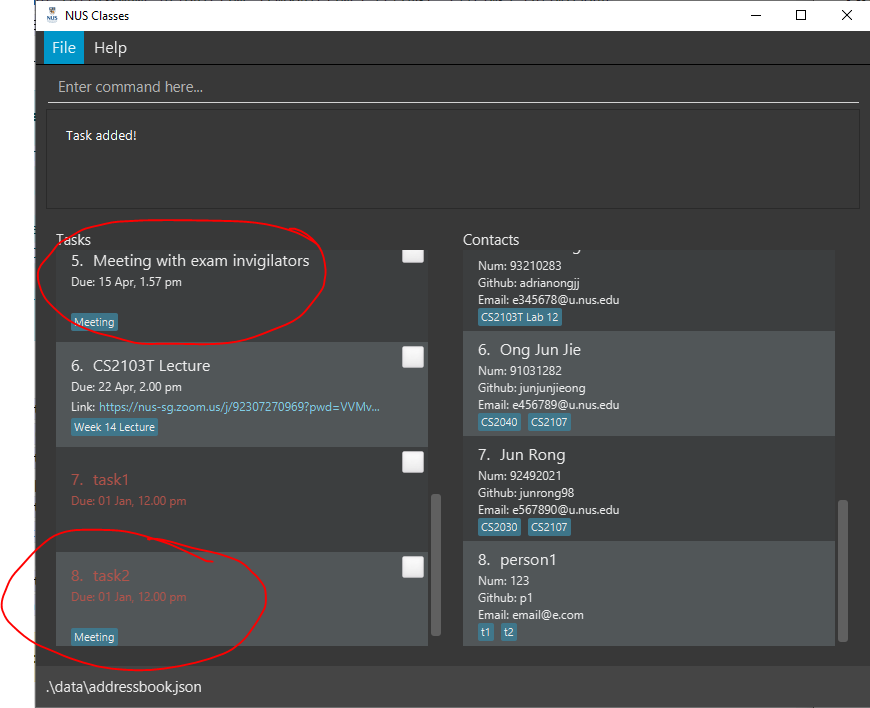 NUS Classes
File Help
Enter command here...
Task added!
Tasks
5. Meeting with exam invigilators
Due: 15 Apr, 1.57 pm
Meeting
6. CS2103T Lecture
Due: 22 Apr, 2.00 pm
Link: https://nus-sg.zoom.us/j/92307270969?pwd=VVMv...
Week 14 Lecture
7. task1
Due: 01 Jan, 12.00 pm
8. task2
Due: 01 Jan, 12.00 pm
Meeting
Contacts
Num: 93210283
Github: adrianongjj
Email: e345678@u.nus.edu
CS2103T Lab 12
6. Ong Jun Jie
Num: 91031282
Github: junjunjieong
Email: e456789@u.nus.edu
CS2040 CS2107
7. Jun Rong
Num: 92492021
Github: junrong98
Email: e567890@u.nus.edu
CS2030 CS2107
8. person1
Num: 123
Github: p1
Email: email@e.com
t1 t2
.\data\addressbook.json